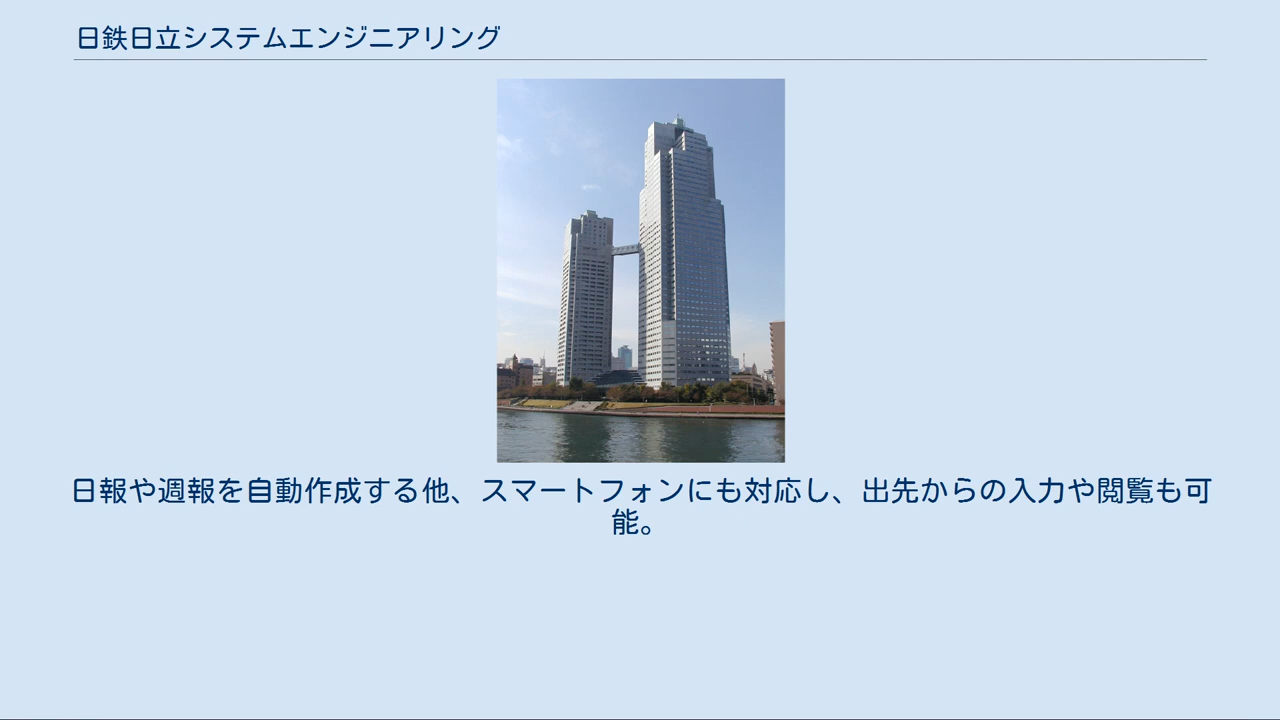 日鉄日立システムエンジニアリング
日報や週報を自動作成する他、スマートフォンにも対応し、出先からの入力や閲覧も可
能。